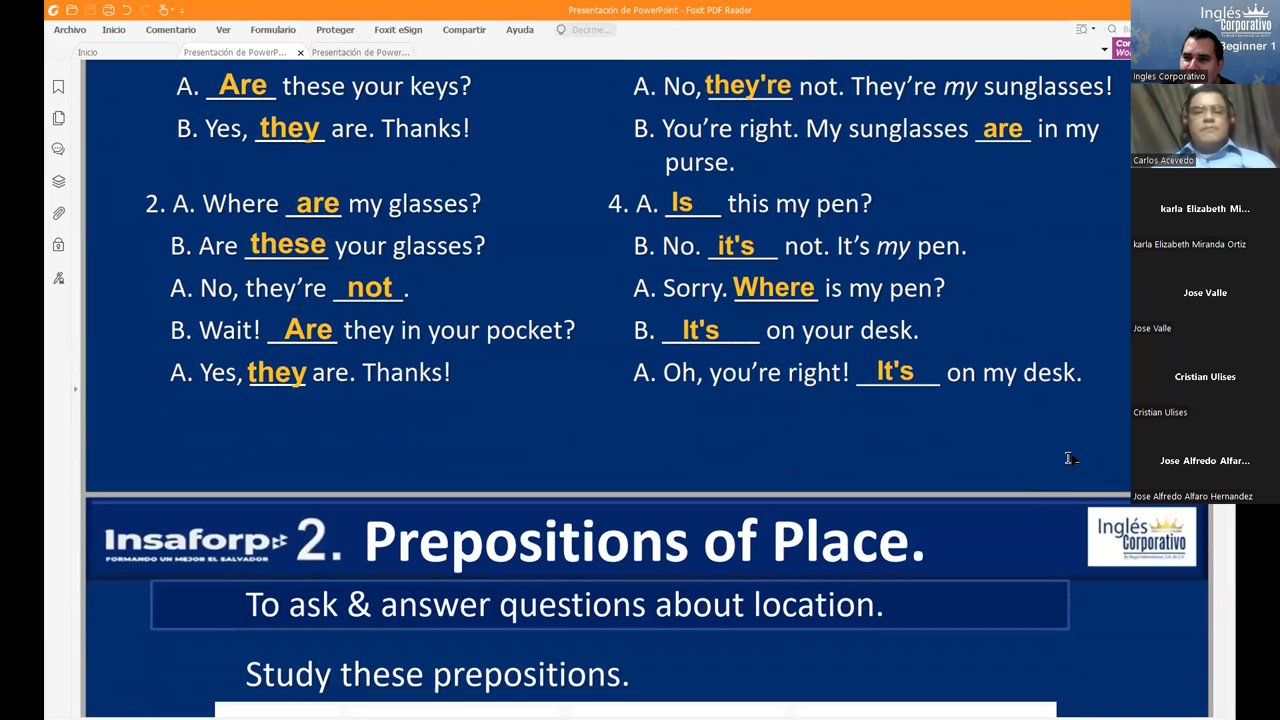 Presentación de PowerPoint - Foxit PDF Reader
Archivo Inicio Comentario Ver Formulario Proteger Foxit eSign Compartir Ayuda Decirme...
Inicio Presentación de PowerP... × Presentación de PowerP...
A. Are these your keys?
B. Yes, they are. Thanks!
2. A. Where are my glasses?
B. Are these your glasses?
A. No, they're not.
B. Wait! Are they in your pocket?
A. Yes, they are. Thanks!
A. No, they're not. They're my sunglasses!
B. You're right. My sunglasses are in my
purse.
4. A. Is this my pen?
B. No. it's not. It's my pen.
A. Sorry. Where is my pen?
B. It's on your desk.
A. Oh, you're right! It's on my desk.
Insaforp
FORMANDO UN MEJOR EL SALVADOR
2. Prepositions of Place.
Inglés
Corporativo
To ask & answer questions about location.
Study these prepositions.
Inglés
Corporativo
Beginner 1
Ingles Corporativo
Carlos Acevedo
karla Elizabeth Mi...
karla Elizabeth Miranda Ortiz
Jose Valle
Jose Valle
Cristian Ulises
Cristian Ulises
Jose Alfredo Alfar...
Jose Alfredo Alfaro Hernandez